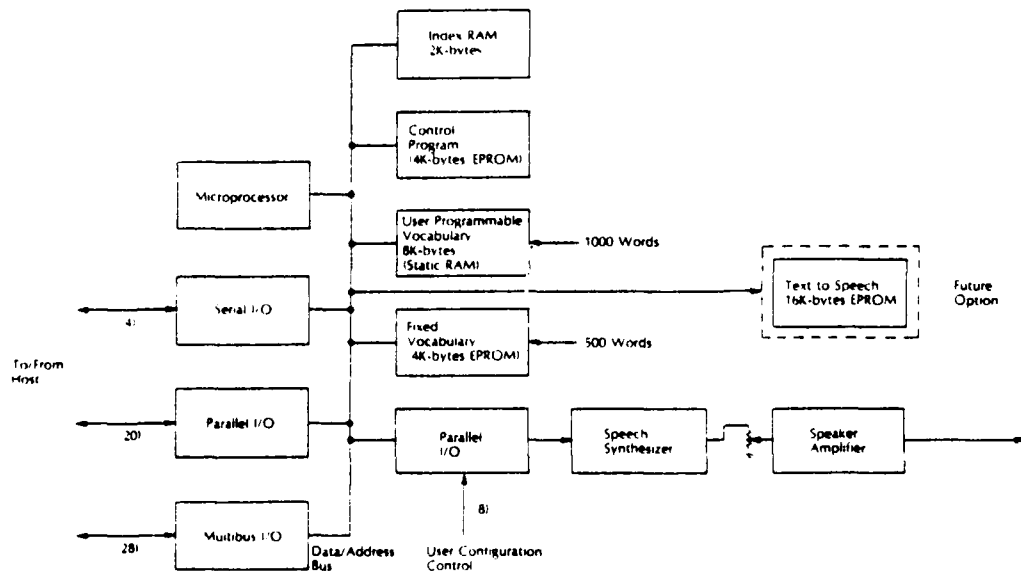 Index RAM
2K-bytes
Control
Program
(4K-bytes EPROM)
Microprocessor
User Programmable
Vocabulary
8K-bytes
(Static RAM)
1000 Words
Text to Speech
16K-bytes EPROM
Future
Option
Serial I/O
4)
Fixed
Vocabulary
4K-bytes EPROM)
500 Words
To/From
Host
Parallel I/O
20)
Parallel
I/O
Speech
Synthesizer
Speaker
Amplifier
8)
Multibus I/O
28)
Data/Address
Bus
User Configuration
Control